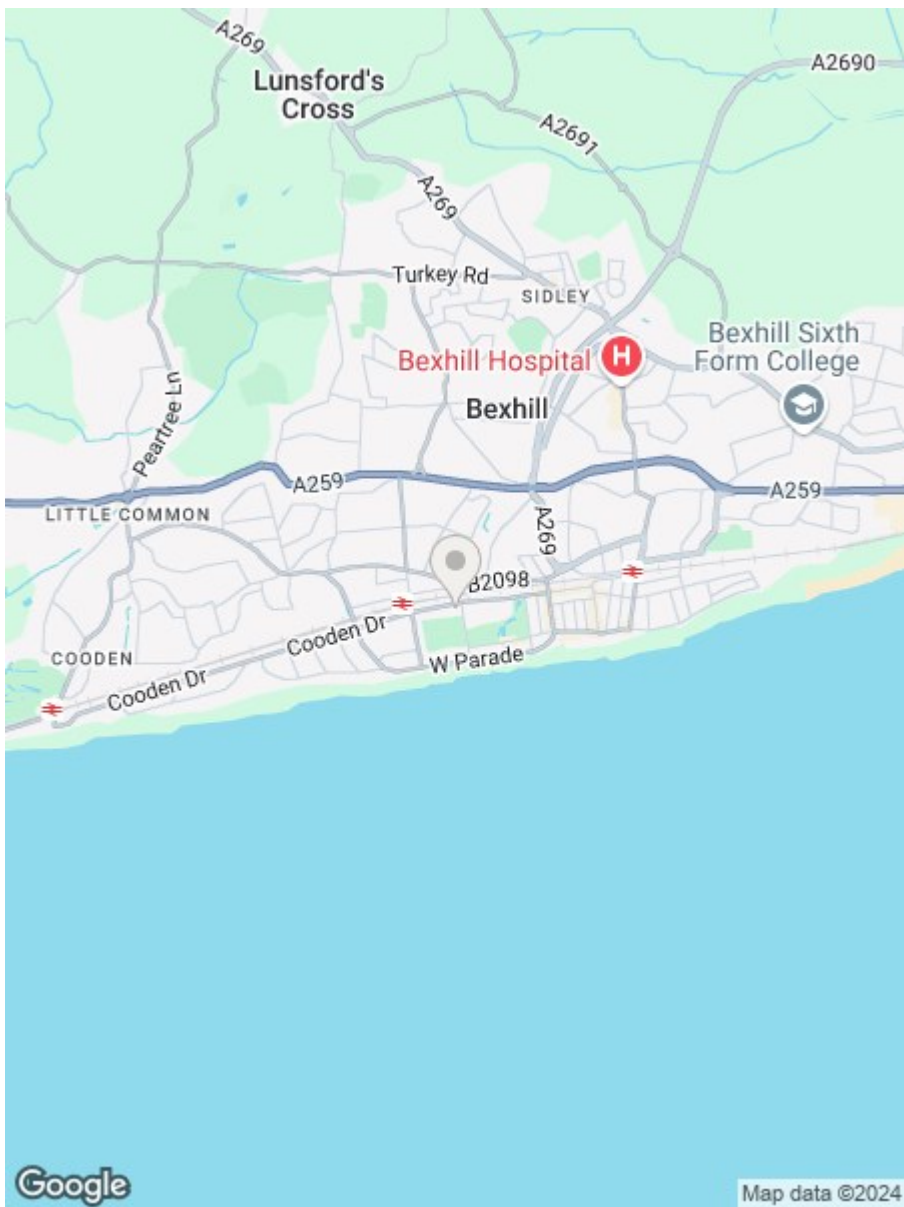 A269
A2690
Lunsford's
Cross
A2691
A269
Turkey Rd
SIDLEY
Bexhill Sixth
Form College
Bexhill Hospital
H
Bexhill
Peartree Ln
A259
A259
LITTLE COMMON
A269
B2098
Cooden Dr
W Parade
COODEN
Cooden Dr
Google
Map data ©2024